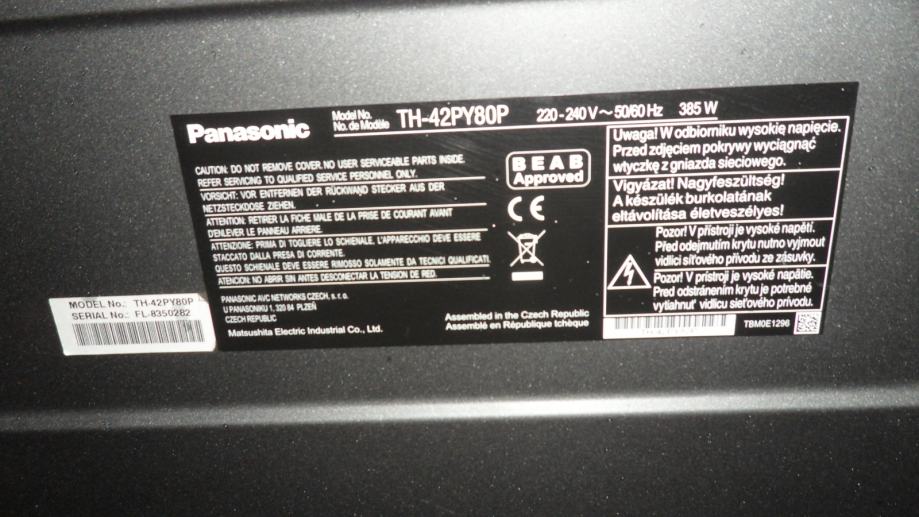 Panasonic
Model No.
No. de Modèle
TH-42PY80P
220-240 V ~ 50/60 Hz
385 W
CAUTION: DO NOT REMOVE COVER. NO USER SERVICEABLE PARTS INSIDE.
REFER SERVICING TO QUALIFIED SERVICE PERSONNEL ONLY.
VORSICHT: VOR ENTFERNEN DER RÜCKWAND STECKER AUS DER
NETZSTECKDOSE ZIEHEN.
ATTENTION: RETIRER LA FICHE MALE DE LA PRISE DE COURANT AVANT
D'ENLEVER LE PANNEAU ARRIERE.
ATTENZIONE: PRIMA DI TOGLIERE LO SCHIENALE. L'APPARECCHIO DEVE ESSERE
STACCATO DALLA PRESA DI CORRENTE.
QUESTO SCHIENALE DEVE ESSERE RIMOSSO SOLAMENTE DA TECNICI QUALIFICATI.
ATENCION: NO ABRIR SIN ANTES DESCONECTAR LA TENSION DE RED.
PANASONIC AVC NETWORKS CZECH, s. r. o.
U PANASONIKU 1, 320 84 PLZEŇ
CZECH REPUBLIC
Matsushita Electric Industrial Co., Ltd.
BEAB
Approved
CE
Assembled in the Czech Republic
Assemblé en République tchèque
Uwaga! W odbiorniku wysokie napięcie.
Przed zdjęciem pokrywy wyciągnąć
wtyczkę z gniazda sieciowego.
Vigyázat! Nagyfeszültség!
A készülék burkolatának
eltávolítása életveszélyes!
Pozor! V přístroji je vysoké napětí.
Před odejmutím krytu nutno vyjmout
vidlici síťového přívodu ze zásuvky.
Pozor! V prístroji je vysoké napätie.
Pred odstránením krytu je potrebné
vytiahnuť vidlicu sieťového prívodu.
TBM0E1296
MODEL No.: TH-42PY80P
SERIAL No.: FL-8350282